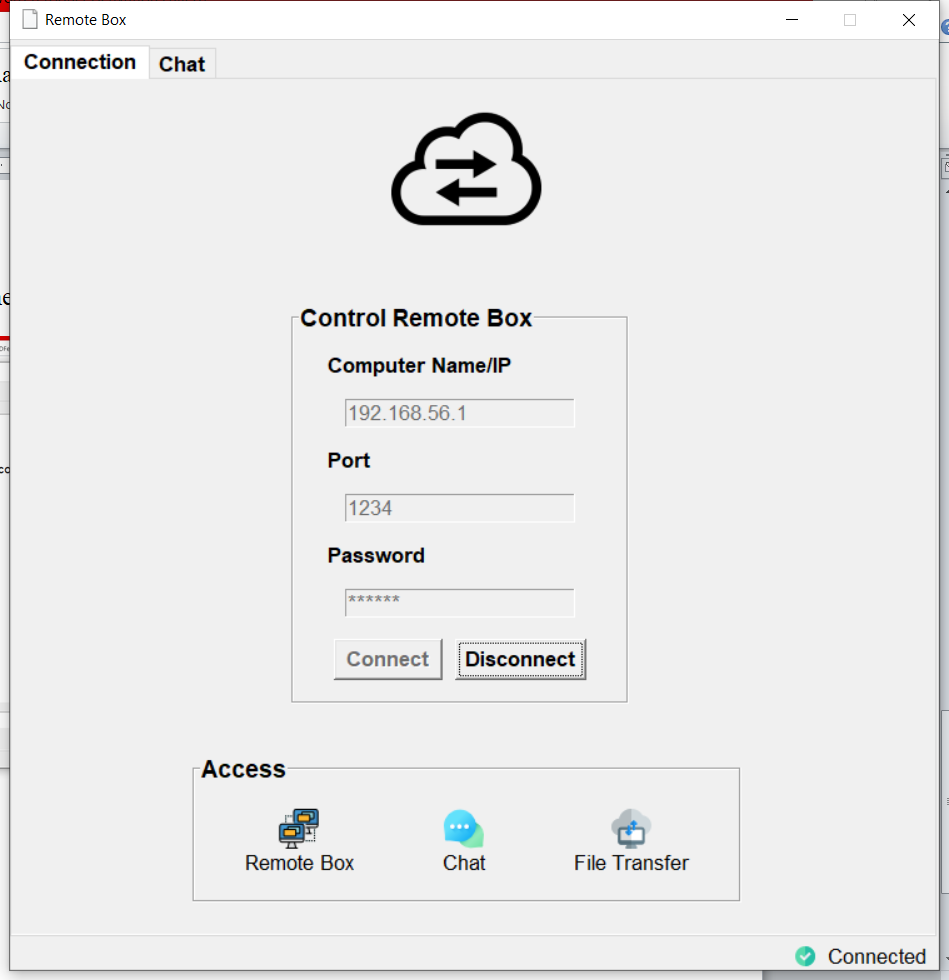 Remote Box
Connection Chat
Control Remote Box
Computer Name/IP
192.168.56.1
Port
1234
Password
******
Connect Disconnect
Access
Remote Box Chat File Transfer
Connected